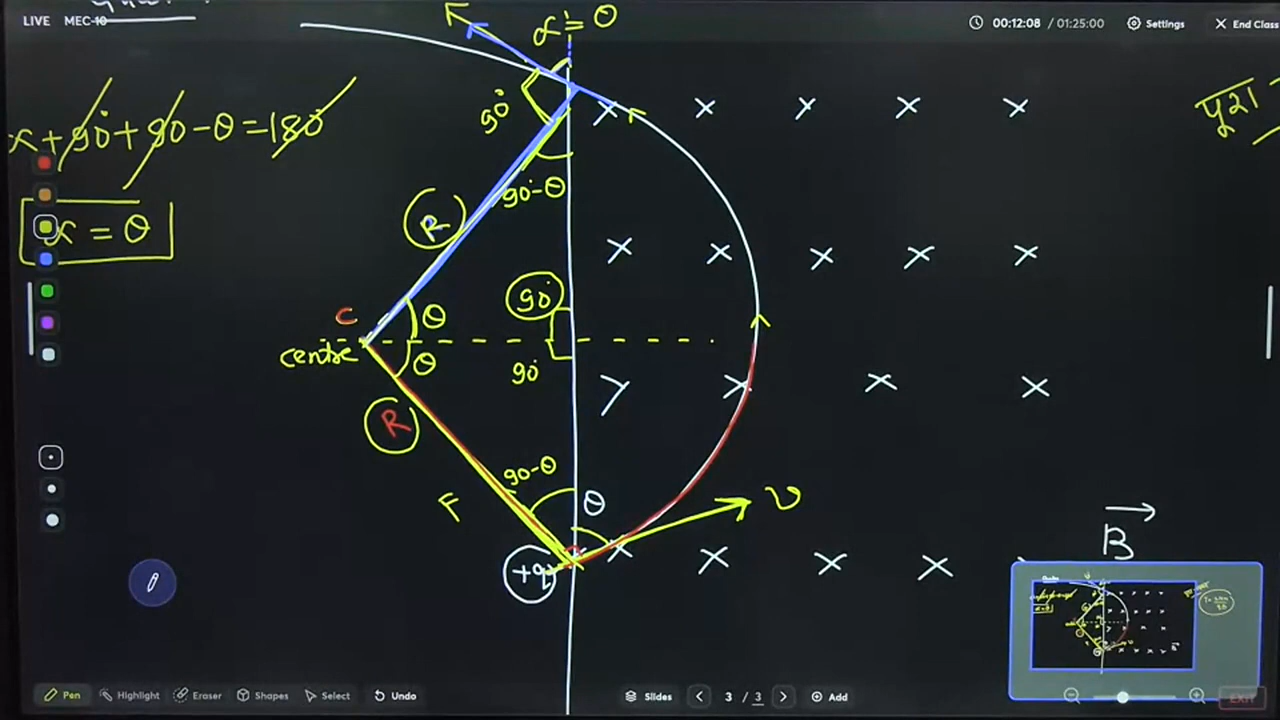 LIVE MEC-10
00:12:08 / 01:25:00
Settings
End Class
α = θ
90°
α + 90° + 90 - θ = 180°
90°-θ
R
α = θ
C
centre
θ
θ
90°
90°
R
90-θ
F
θ
v
+q
B
Pen
Highlight
Eraser
Shapes
Select
Undo
Slides
3 / 3
Add
EXIT